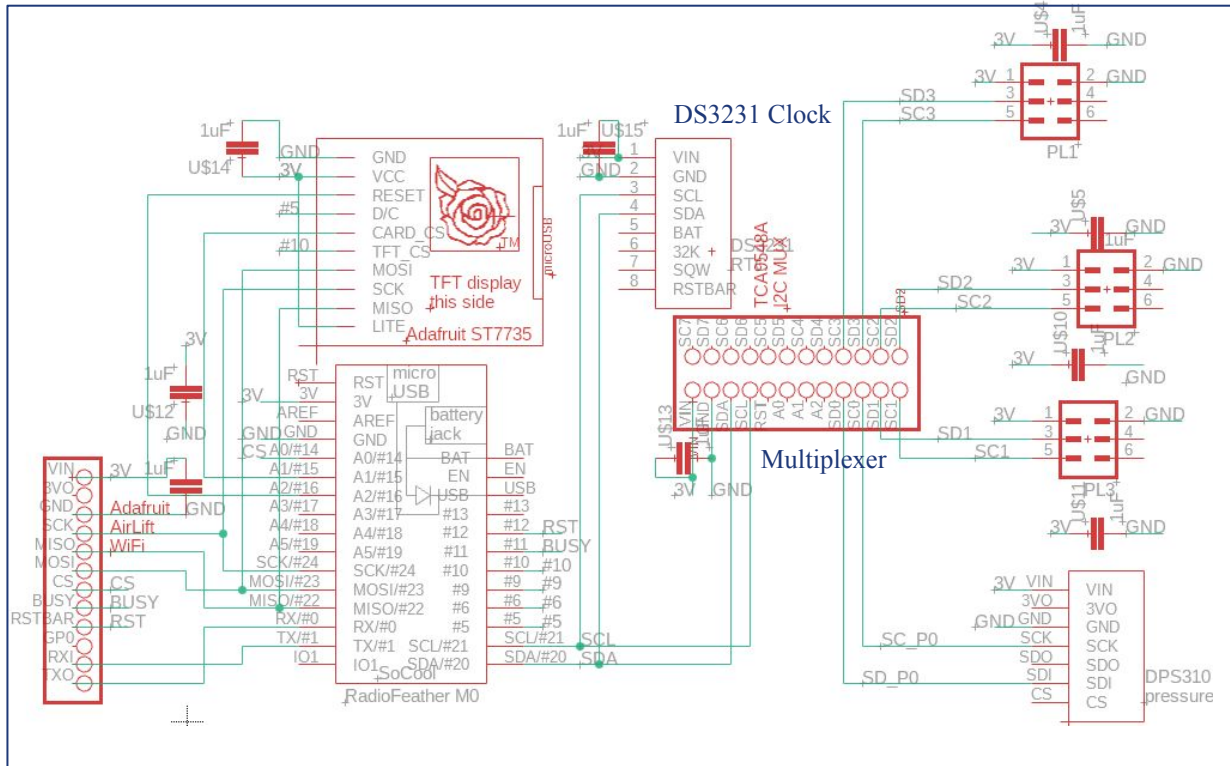 U$4
1uF
3V
GND
3V 1 2 GND
SD3 3 4
SC3 5 6
PL1
1uF
U$14
GND
3V
#5
#10
GND
VCC
RESET
D/C
CARD_CS
TFT_CS
MOSI
SCK
MISO
LITE
TM
TFT display
this side
microUSB
Adafruit ST7735
1uF
U$15
DS3231 Clock
GND
1 VIN
2 GND
3 SCL
4 SDA
5 BAT
6 32K
7 SQW
8 RSTBAR
TCA9548A
I2C MUX
U$5
1uF
3V
GND
3V 1 2 GND
SD2 3 4
SC2 5 6
PL2
SD2
SC7 SD7 SC6 SD6 SC5 SD5 SC4 SD4 SC3 SD3 SC2 SD2
VIN GND SDA SCL RST A0 A1 A2 SD0 SC0 SD1 SC1
U$13
3V
GND
Multiplexer
U$10
1uF
3V
GND
3V 1 2 GND
SD1 3 4
SC1 5 6
PL3
U$11
1uF
3V
GND
3V
1uF
U$12
GND
1uF
GND
VIN
3VO
GND
SCK
MISO
MOSI
CS
BUSY
RSTBAR
GP0
RXI
TXO
3V
Adafruit
AirLift
WiFi
CS
BUSY
RST
RST
3V
AREF
GND
CS
3V
GND
A0/#14
A1/#15
A2/#16
A3/#17
A4/#18
A5/#19
SCK/#24
MOSI/#23
MISO/#22
RX/#0
TX/#1
IO1
micro
USB
battery
jack
RST
3V
AREF
GND
A0/#14
A1/#15
A2/#16
A3/#17
A4/#18
A5/#19
SCK/#24
MOSI/#23
MISO/#22
RX/#0
TX/#1
IO1
BAT
EN
USB
#13
#12
#11
#10
#9
#6
#5
SCL/#21
SDA/#20
SoCool
RadioFeather M0
BAT
EN
USB
#13
#12 RST
#11 BUSY
#10 #10
#9 #9
#6 #6
#5 #5
SCL/#21 SCL
SDA/#20 SDA
SC_P0
SD_P0
3V VIN
3VO
GND GND
SCK
SDO
SDI
CS
VIN
3VO
GND
SCK
SDO
SDI
CS
DPS310
pressure